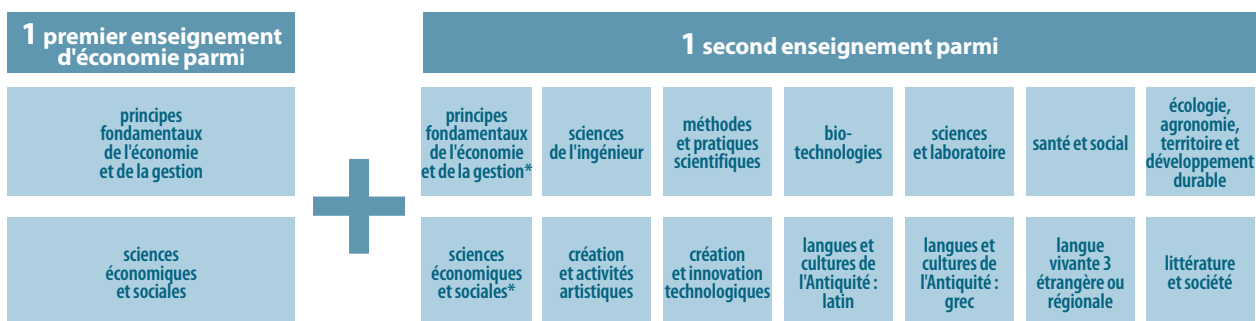 1 premier enseignement
d'économie parmi
1 second enseignement parmi
principes
fondamentaux
de l'économie
et de la gestion
principes
fondamentaux
de l'économie
et de la gestion*
sciences
de l'ingénieur
méthodes
et pratiques
scientifiques
bio-
technologies
sciences
et laboratoire
santé et social
écologie,
agronomie,
territoire et
développement
durable
sciences
économiques
et sociales
sciences
économiques
et sociales*
création
et activités
artistiques
création
et innovation
technologiques
langues et
cultures de
l'Antiquité :
latin
langues et
cultures de
l'Antiquité :
grec
langue
vivante 3
étrangère ou
régionale
littérature
et société